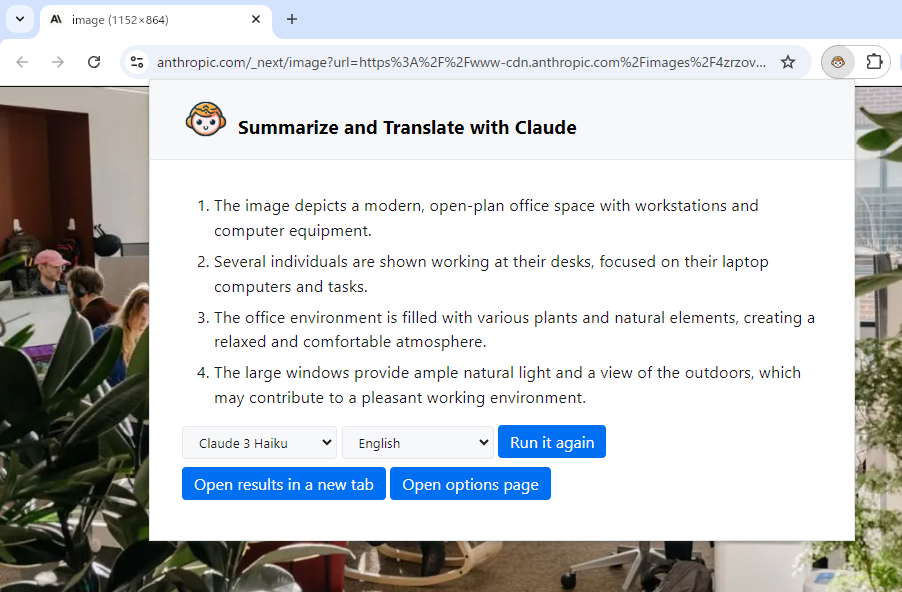 image (1152×864)
anthropic.com/_next/image?url=https%3A%2F%2Fwww-cdn.anthropic.com%2Fimages%2F4zrzov...
Summarize and Translate with Claude
1. The image depicts a modern, open-plan office space with workstations and
computer equipment.
2. Several individuals are shown working at their desks, focused on their laptop
computers and tasks.
3. The office environment is filled with various plants and natural elements, creating a
relaxed and comfortable atmosphere.
4. The large windows provide ample natural light and a view of the outdoors, which
may contribute to a pleasant working environment.
Claude 3 Haiku English Run it again
Open results in a new tab Open options page